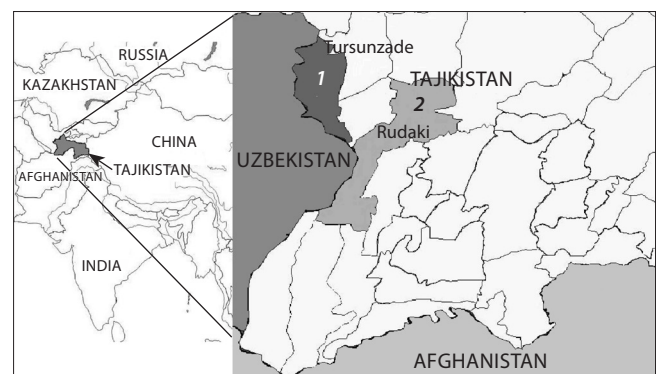 RUSSIA
KAZAKHSTAN
CHINA
TAJIKISTAN
AFGHANISTAN
INDIA
Tursunzade
1
TAJIKISTAN
2
Rudaki
UZBEKISTAN
AFGHANISTAN